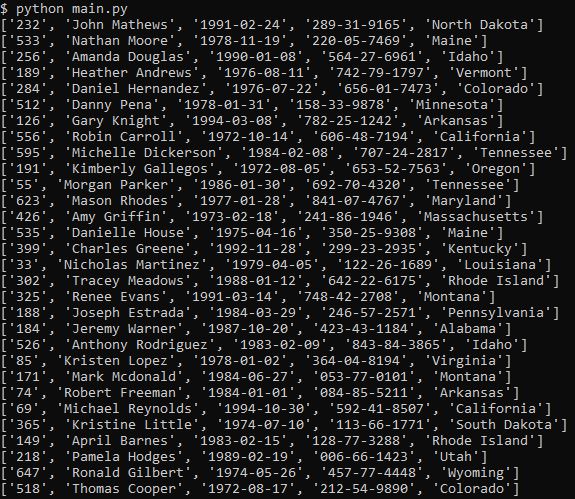 $ python main.py
['232', 'John Mathews', '1991-02-24', '289-31-9165', 'North Dakota']
['533', 'Nathan Moore', '1978-11-19', '220-05-7469', 'Maine']
['256', 'Amanda Douglas', '1990-01-08', '564-27-6961', 'Idaho']
['189', 'Heather Andrews', '1976-08-11', '742-79-1797', 'Vermont']
['284', 'Daniel Hernandez', '1976-07-22', '656-01-7473', 'Colorado']
['512', 'Danny Pena', '1978-01-31', '158-33-9878', 'Minnesota']
['126', 'Gary Knight', '1994-03-08', '782-25-1242', 'Arkansas']
['556', 'Robin Carroll', '1972-10-14', '606-48-7194', 'California']
['595', 'Michelle Dickerson', '1984-02-08', '707-24-2817', 'Tennessee']
['191', 'Kimberly Gallegos', '1972-08-05', '653-52-7563', 'Oregon']
['55', 'Morgan Parker', '1986-01-30', '692-70-4320', 'Tennessee']
['623', 'Mason Rhodes', '1977-01-28', '841-07-4767', 'Maryland']
['426', 'Amy Griffin', '1973-02-18', '241-86-1946', 'Massachusetts']
['535', 'Danielle House', '1975-04-16', '350-25-9308', 'Maine']
['399', 'Charles Greene', '1992-11-28', '299-23-2935', 'Kentucky']
['33', 'Nicholas Martinez', '1979-04-05', '122-26-1689', 'Louisiana']
['302', 'Tracey Meadows', '1988-01-12', '642-22-6175', 'Rhode Island']
['325', 'Renee Evans', '1991-03-14', '748-42-2708', 'Montana']
['188', 'Joseph Estrada', '1984-03-29', '246-57-2571', 'Pennsylvania']
['184', 'Jeremy Warner', '1987-10-20', '423-43-1184', 'Alabama']
['526', 'Anthony Rodriguez', '1983-02-09', '843-84-3865', 'Idaho']
['85', 'Kristen Lopez', '1978-01-02', '364-04-8194', 'Virginia']
['171', 'Mark Mcdonald', '1984-06-27', '053-77-0101', 'Montana']
['74', 'Robert Freeman', '1984-01-01', '084-85-5211', 'Arkansas']
['69', 'Michael Reynolds', '1994-10-30', '592-41-8507', 'California']
['365', 'Kristine Little', '1974-07-10', '113-66-1771', 'South Dakota']
['149', 'April Barnes', '1983-02-15', '128-77-3288', 'Rhode Island']
['218', 'Pamela Hodges', '1989-02-19', '006-66-1423', 'Utah']
['647', 'Ronald Gilbert', '1974-05-26', '457-77-4448', 'Wyoming']
['518', 'Thomas Cooper', '1972-08-17', '212-54-9890', 'Colorado']